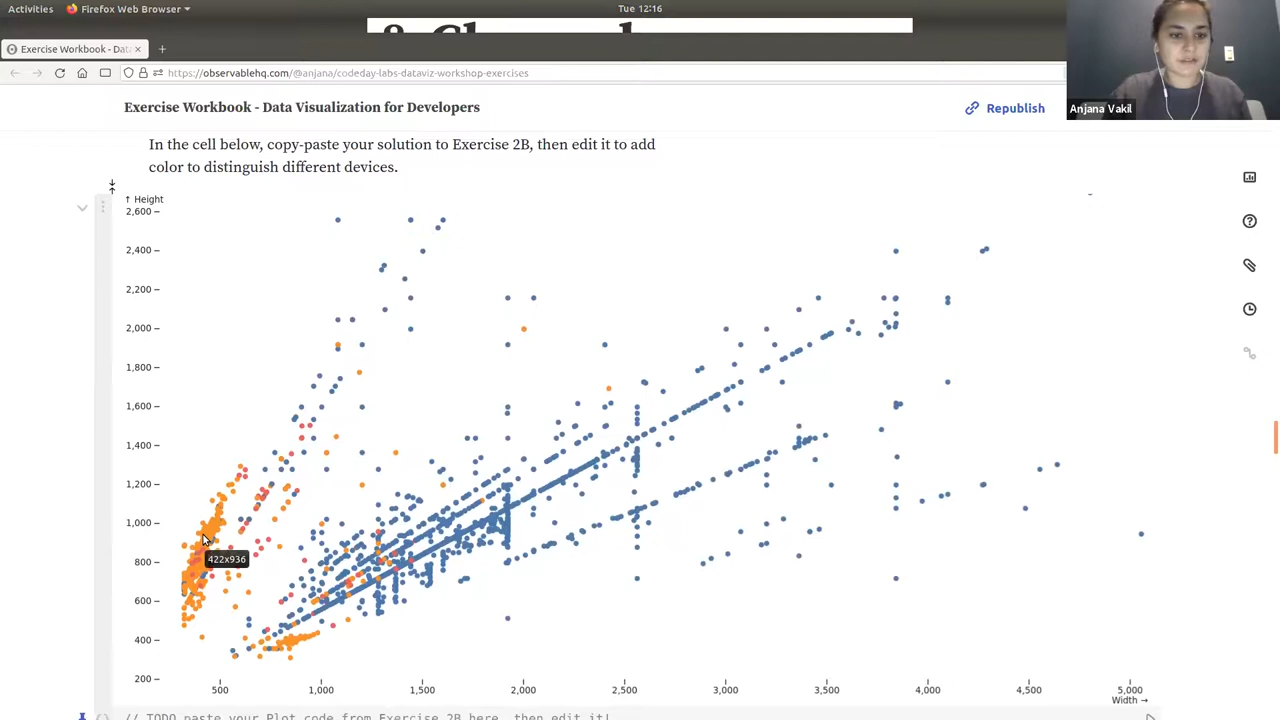 Activities
Firefox Web Browser
Tue 12:16
Exercise Workbook - Dat
https://observablehq.com/@anjana/codeday-labs-dataviz-workshop-exercises
Anjana Vakil
Exercise Workbook - Data Visualization for Developers
Republish
In the cell below, copy-paste your solution to Exercise 2B, then edit it to add
color to distinguish different devices.
↑ Height
2,600
2,400
2,200
2,000
1,800
1,600
1,400
1,200
1,000
800
600
400
200
422x936
500
1,000
1,500
2,000
2,500
3,000
3,500
4,000
4,500
5,000
Width →
// TODO paste your Plot code from Exercise 2B here, then edit it!